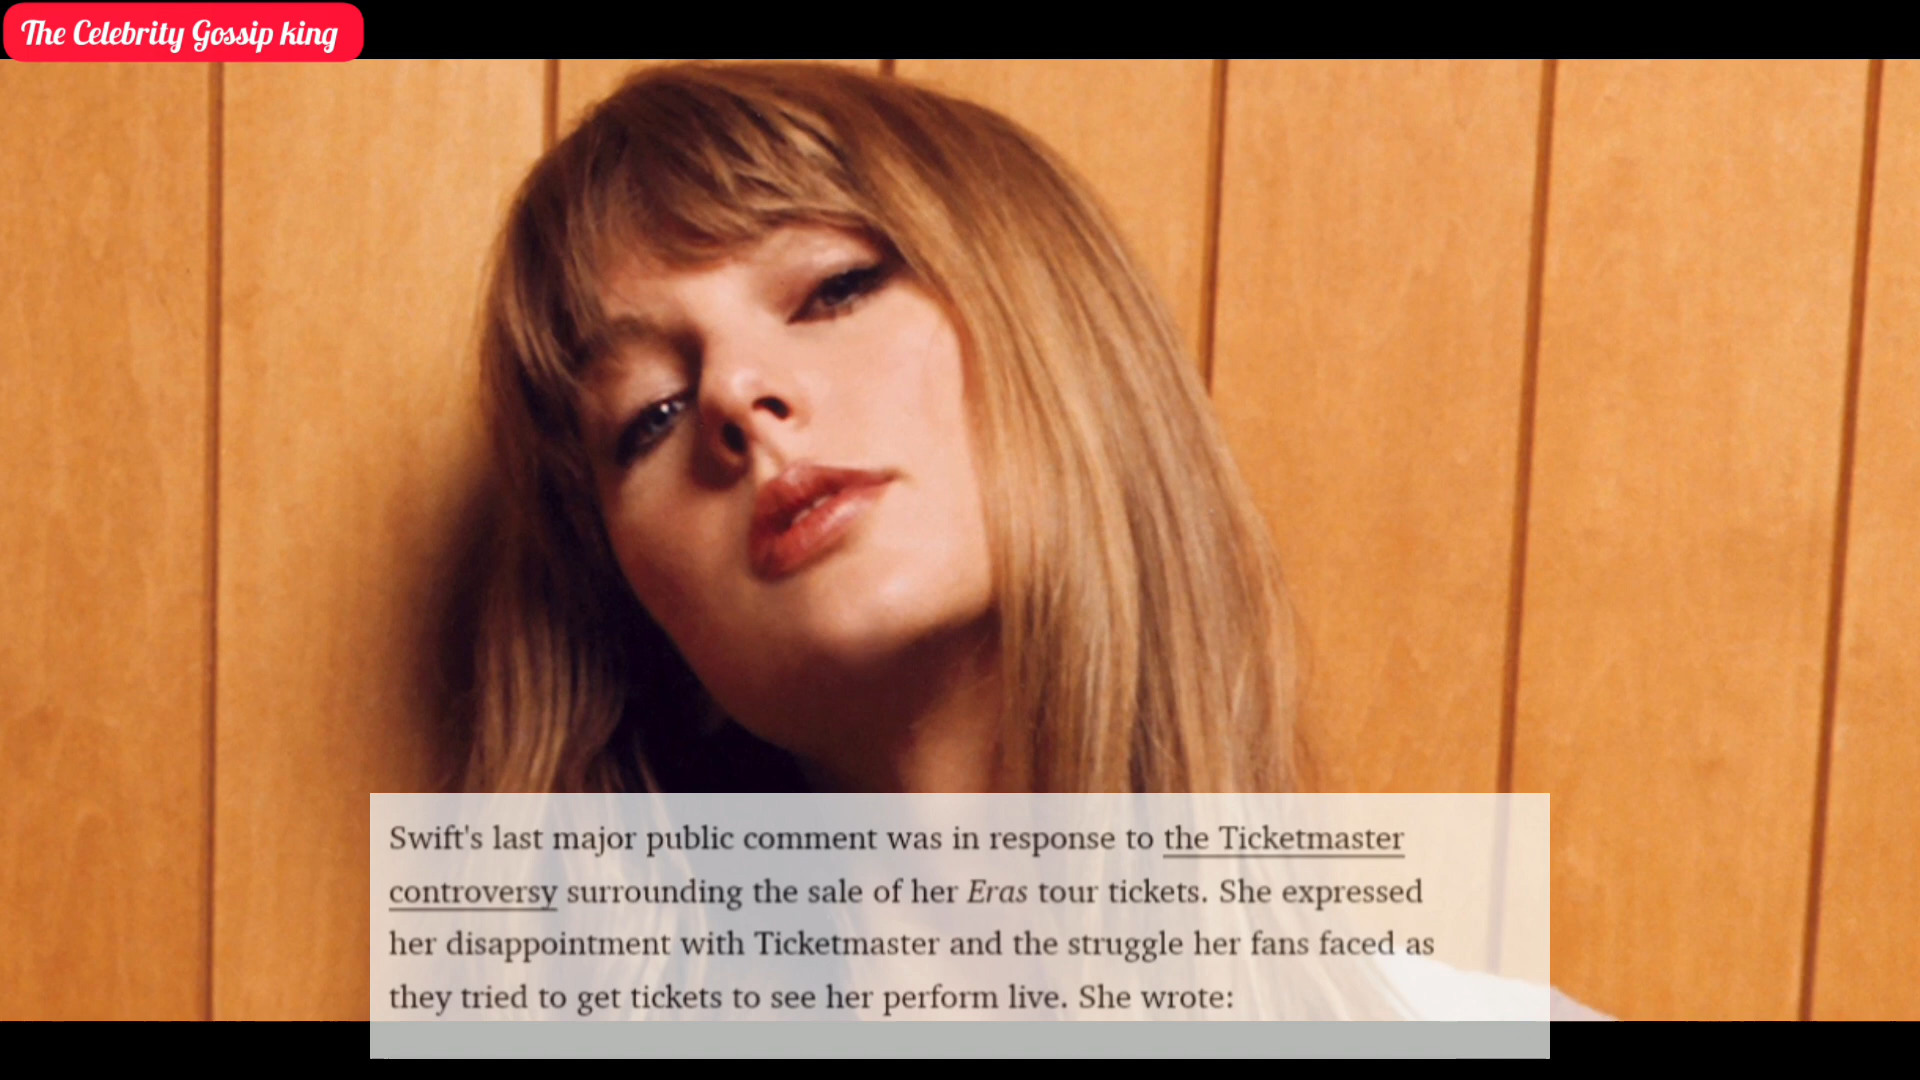 The Celebrity Gossip king
Swift's last major public comment was in response to the Ticketmaster
controversy surrounding the sale of her Eras tour tickets. She expressed
her disappointment with Ticketmaster and the struggle her fans faced as
they tried to get tickets to see her perform live. She wrote: